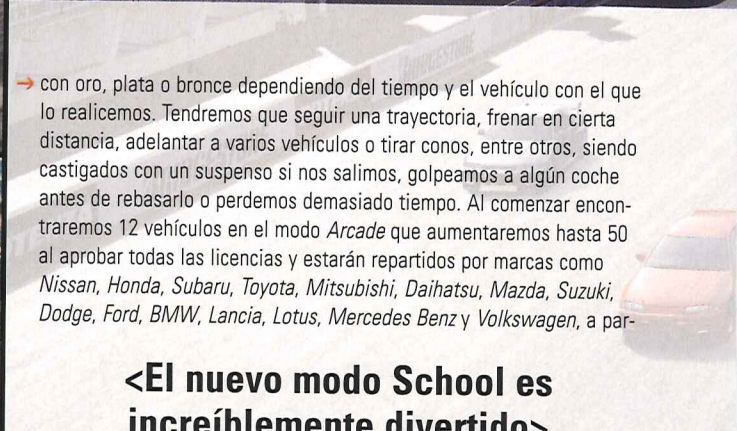 → con oro, plata o bronce dependiendo del tiempo y el vehículo con el que
lo realicemos. Tendremos que seguir una trayectoria, frenar en cierta
distancia, adelantar a varios vehículos o tirar conos, entre otros, siendo
castigados con un suspenso si nos salimos, golpeamos a algún coche
antes de rebasarlo o perdemos demasiado tiempo. Al comenzar encon-
traremos 12 vehículos en el modo Arcade que aumentaremos hasta 50
al aprobar todas las licencias y estarán repartidos por marcas como
Nissan, Honda, Subaru, Toyota, Mitsubishi, Daihatsu, Mazda, Suzuki,
Dodge, Ford, BMW, Lancia, Lotus, Mercedes Benz y Volkswagen, a par-
<El nuevo modo School es
increíblemente divertido>